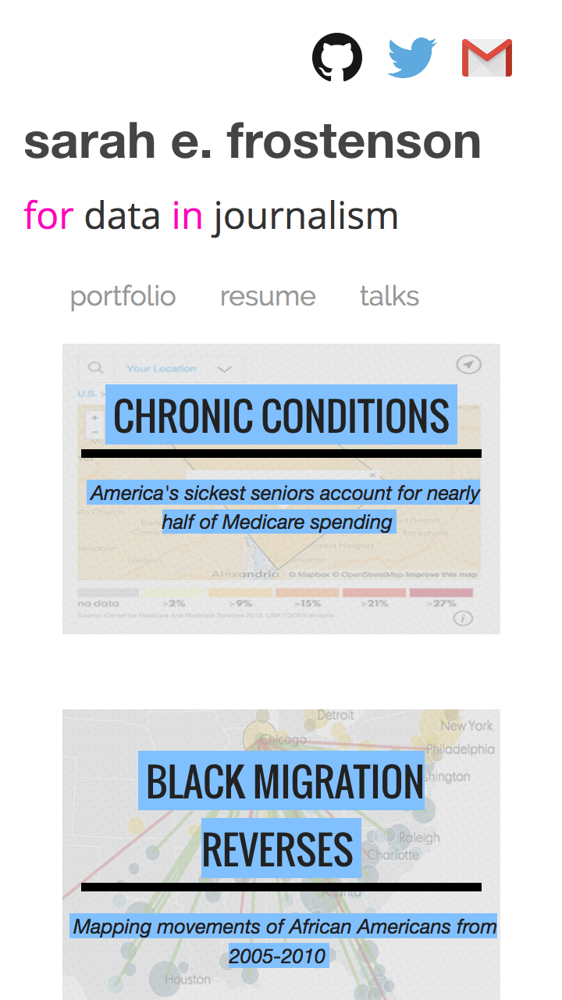 sarah e. frostenson
for data in journalism
portfolio resume talks
Your Location
U.S. >
CHRONIC CONDITIONS
America's sickest seniors account for nearly
half of Medicare spending
Alexandria © Mapbox © OpenStreetMap Improve this map
no data >2% >9% >15% >21% >27%
Source: Center for Medicare and Medicaid Services 2012, USA TODAY analysis
Detroit
New York
Chicago
Philadelphia
BLACK MIGRATION
REVERSES
Raleigh
Charlotte
Atlanta
Mapping movements of African Americans from
2005-2010
Houston